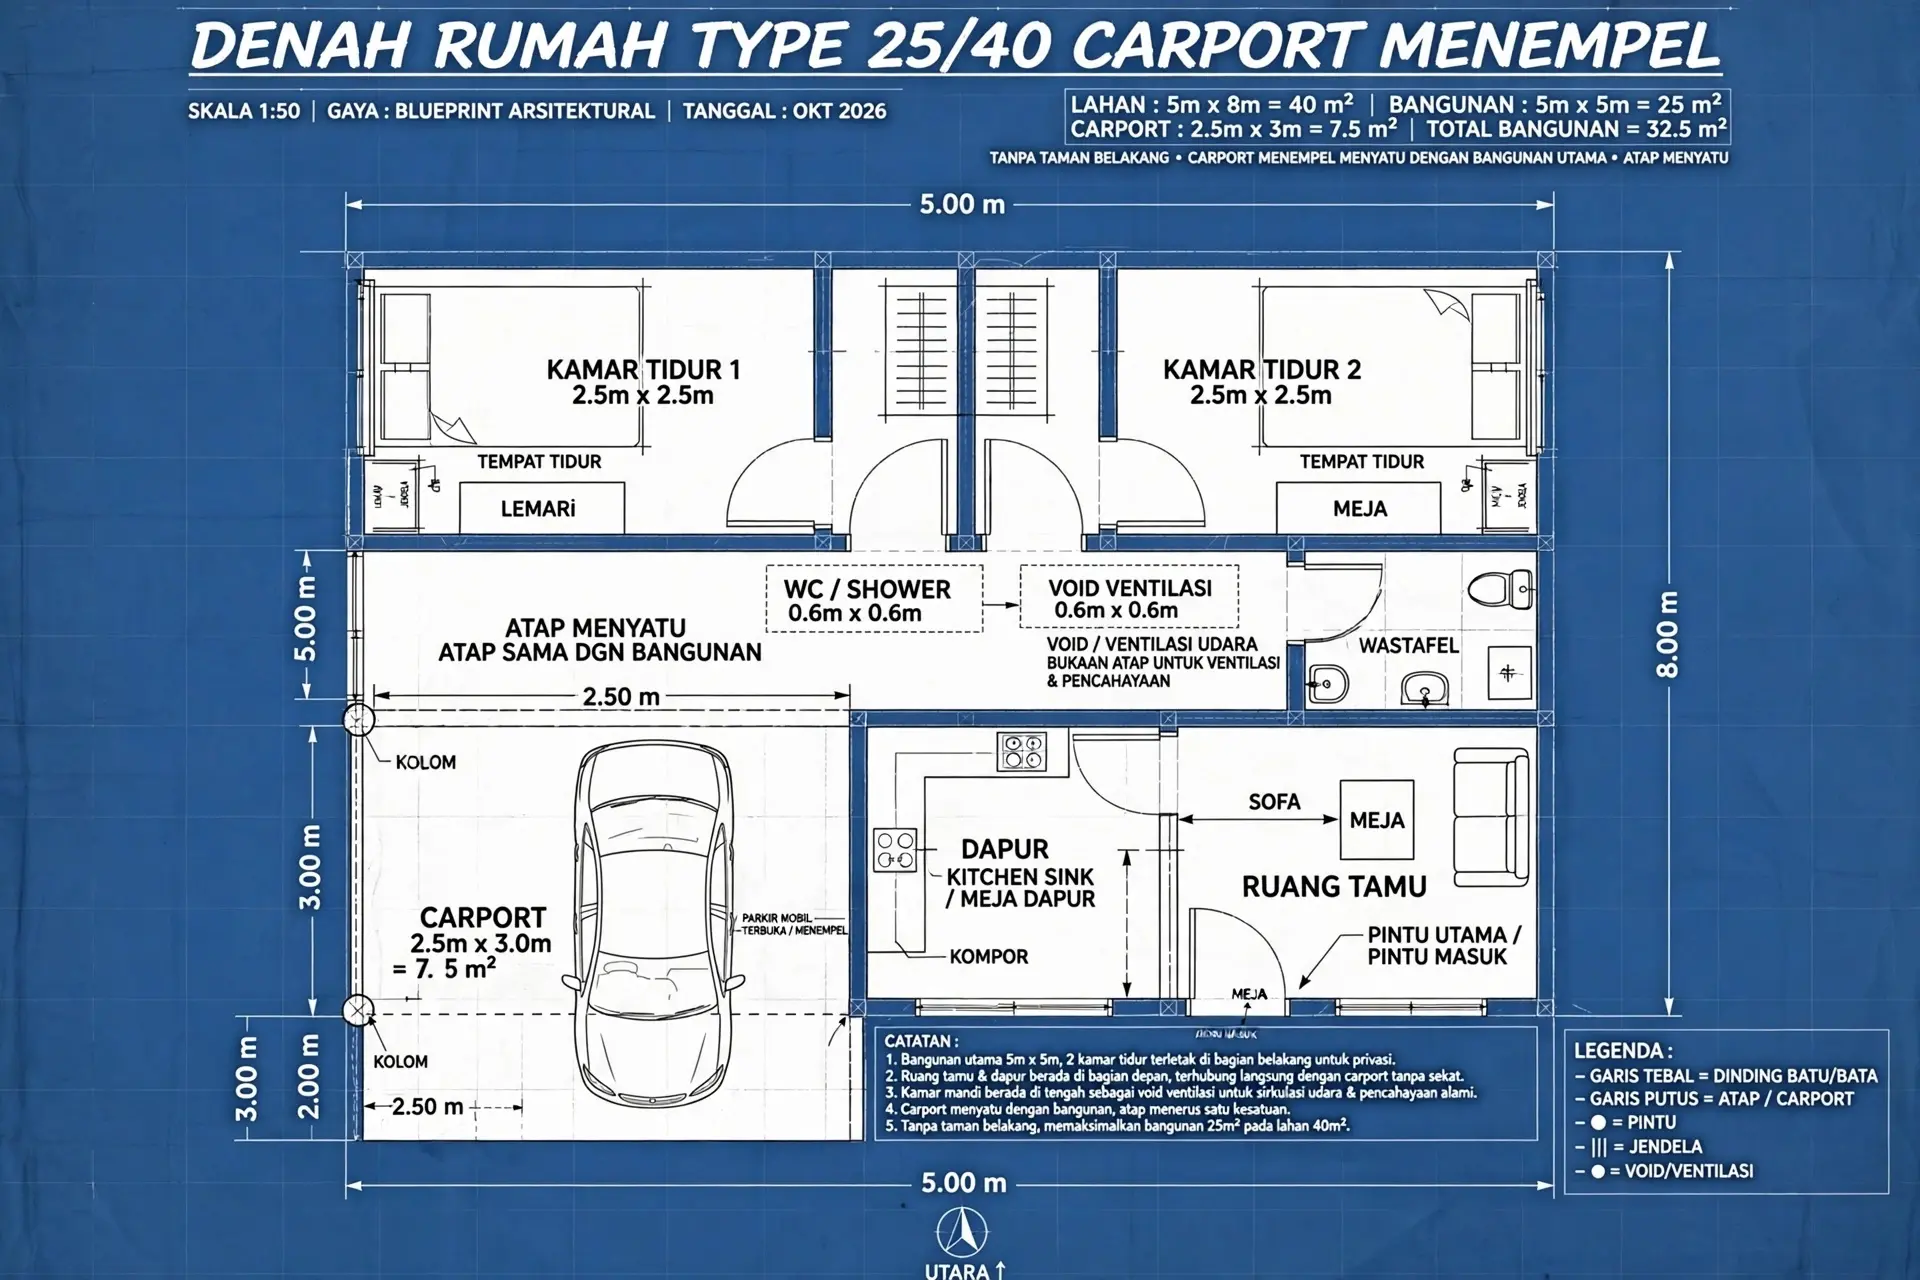 DENAH RUMAH TYPE 25/40 CARPORT MENEMPEL
SKALA 1:50 | GAYA : BLUEPRINT ARSITEKTURAL | TANGGAL : OKT 2026
LAHAN : 5m x 8m = 40 m² | BANGUNAN : 5m x 5m = 25 m²
CARPORT : 2.5m x 3m = 7.5 m² | TOTAL BANGUNAN = 32.5 m²
TANPA TAMAN BELAKANG • CARPORT MENEMPEL MENYATU DENGAN BANGUNAN UTAMA • ATAP MENYATU
5.00 m
KAMAR TIDUR 1
2.5m x 2.5m
TEMPAT TIDUR
LEMARi
JENDELA
KAMAR TIDUR 2
2.5m x 2.5m
TEMPAT TIDUR
MEJA
JENDELA
5.00 m
8.00 m
WC / SHOWER
0.6m x 0.6m
VOID VENTILASI
0.6m x 0.6m
VOID / VENTILASI UDARA
BUKAAN ATAP UNTUK VENTILASI
& PENCAHAYAAN
ATAP MENYATU
ATAP SAMA DGN BANGUNAN
WASTAFEL
2.50 m
KOLOM
3.00 m
CARPORT
2.5m x 3.0m
= 7. 5 m²
PARKIR MOBIL
TERBUKA / MENEMPEL
DAPUR
KITCHEN SINK
/ MEJA DAPUR
KOMPOR
SOFA
MEJA
RUANG TAMU
PINTU UTAMA /
PINTU MASUK
MEJA
KOLOM
3.00 m
2.00 m
2.50 m
CATATAN :
1. Bangunan utama 5m x 5m, 2 kamar tidur terletak di bagian belakang untuk privasi.
2. Ruang tamu & dapur berada di bagian depan, terhubung langsung dengan carport tanpa sekat.
3. Kamar mandi berada di tengah sebagai void ventilasi untuk sirkulasi udara & pencahayaan alami.
4. Carport menyatu dengan bangunan, atap menerus satu kesatuan.
5. Tanpa taman belakang, memaksimalkan bangunan 25m² pada lahan 40m².
LEGENDA :
– GARIS TEBAL = DINDING BATU/BATA
– GARIS PUTUS = ATAP / CARPORT
– ● = PINTU
– ||| = JENDELA
– ● = VOID/VENTILASI
5.00 m
UTARA ↑